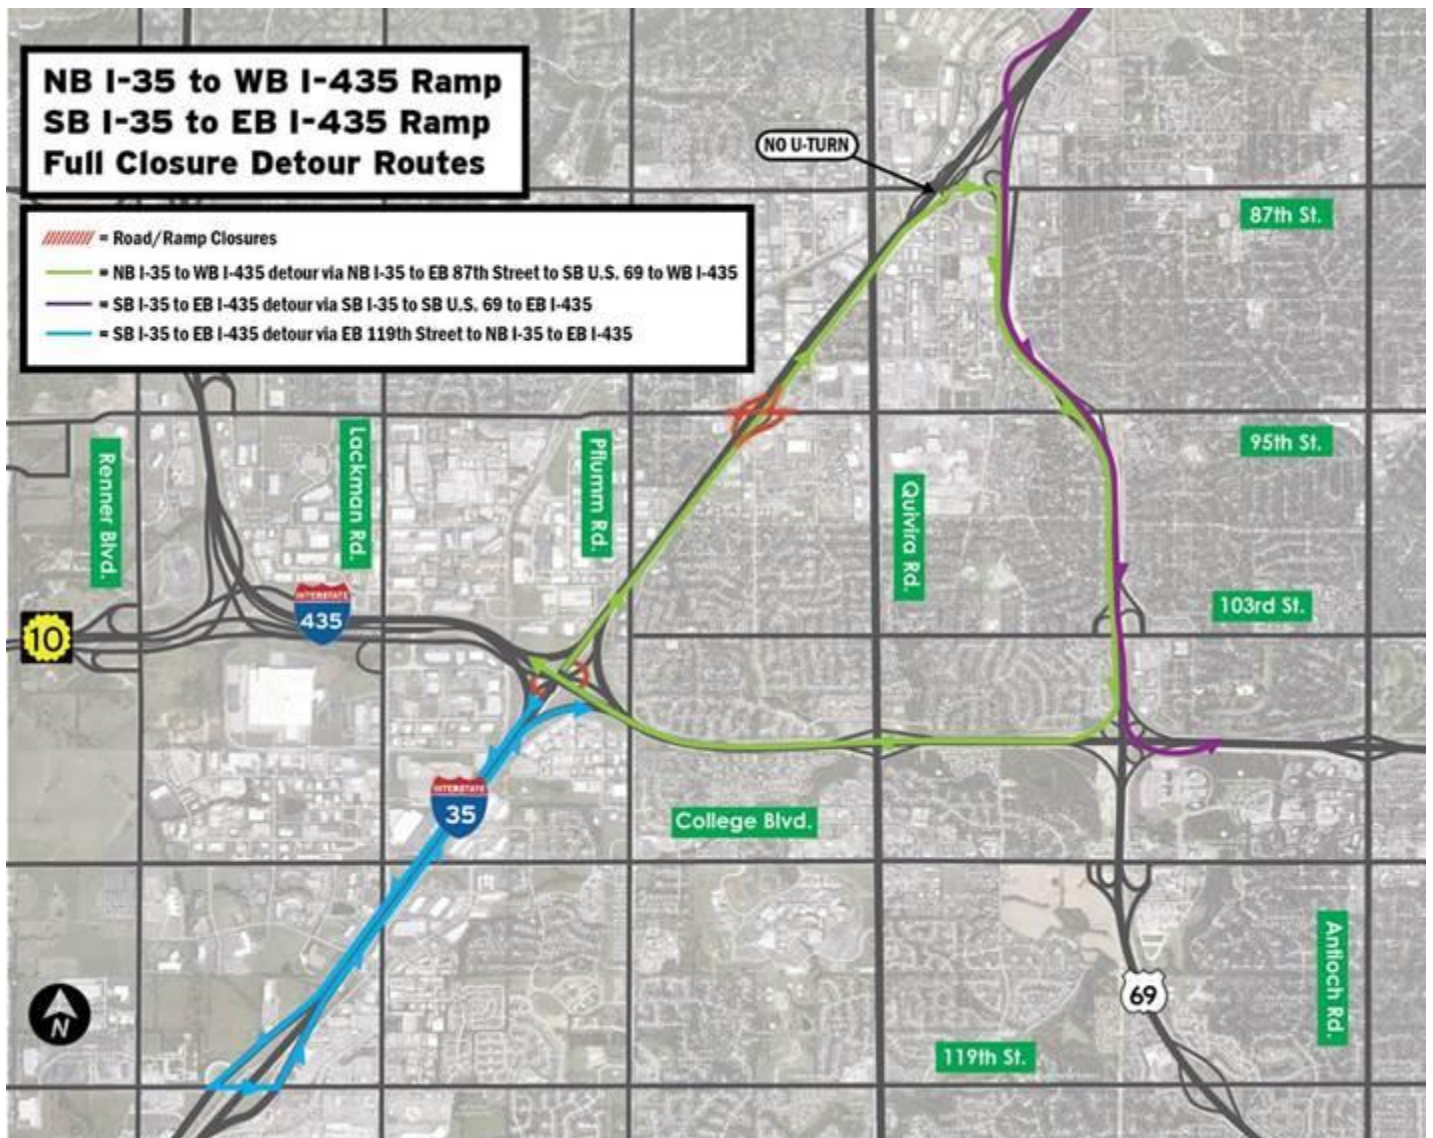 NB I-35 to WB I-435 Ramp
SB I-35 to EB I-435 Ramp
Full Closure Detour Routes
NO U-TURN
87th St.
= Road/Ramp Closures
= NB I-35 to WB I-435 detour via NB I-35 to EB 87th Street to SB U.S. 69 to WB I-435
= SB I-35 to EB I-435 detour via SB I-35 to SB U.S. 69 to EB I-435
= SB I-35 to EB I-435 detour via EB 119th Street to NB I-35 to EB I-435
Renner Blvd.
Lackman Rd.
Pflumm Rd.
Quivira Rd.
95th St.
103rd St.
10
INTERSTATE
435
INTERSTATE
35
College Blvd.
69
Antioch Rd.
N
119th St.